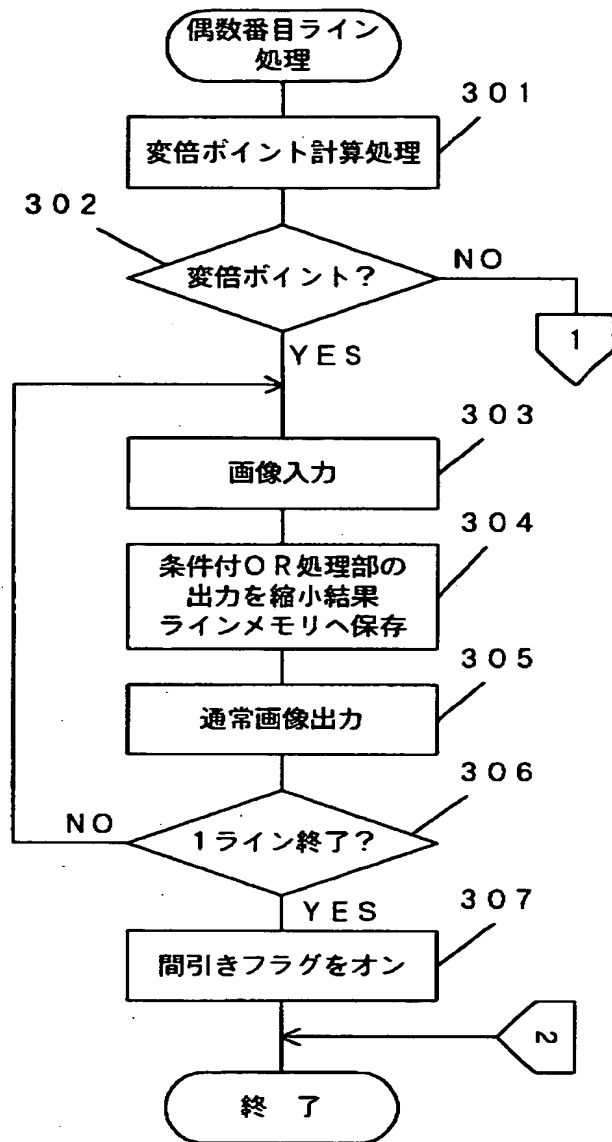 偶数番目ライン
処理
301
変倍ポイント計算処理
302
変倍ポイント?
NO
1
YES
303
画像入力
304
条件付OR処理部の
出力を縮小結果
ラインメモリへ保存
305
通常画像出力
306
NO
1ライン終了?
YES
307
間引きフラグをオン
2
終 了